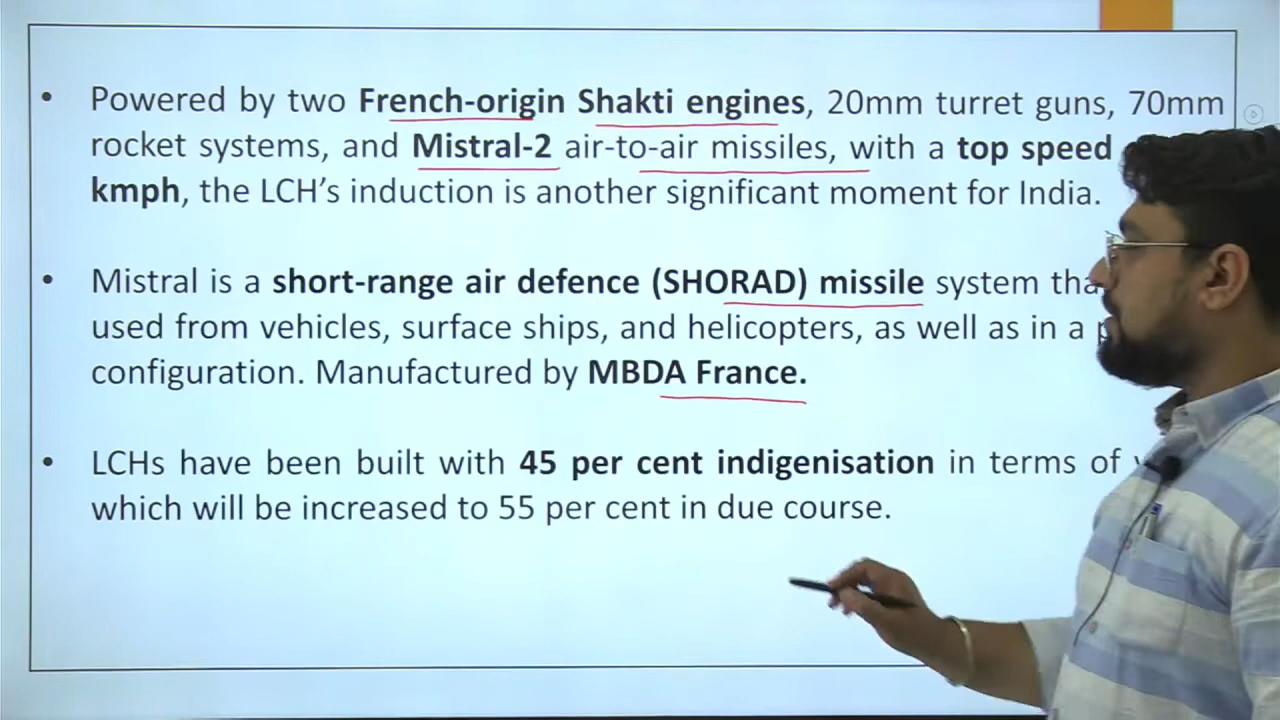 • Powered by two French-origin Shakti engines, 20mm turret guns, 70mm
rocket systems, and Mistral-2 air-to-air missiles, with a top speed
kmph, the LCH’s induction is another significant moment for India.
• Mistral is a short-range air defence (SHORAD) missile system
used from vehicles, surface ships, and helicopters, as well as in a
configuration. Manufactured by MBDA France.
• LCHs have been built with 45 per cent indigenisation in terms of
which will be increased to 55 per cent in due course.